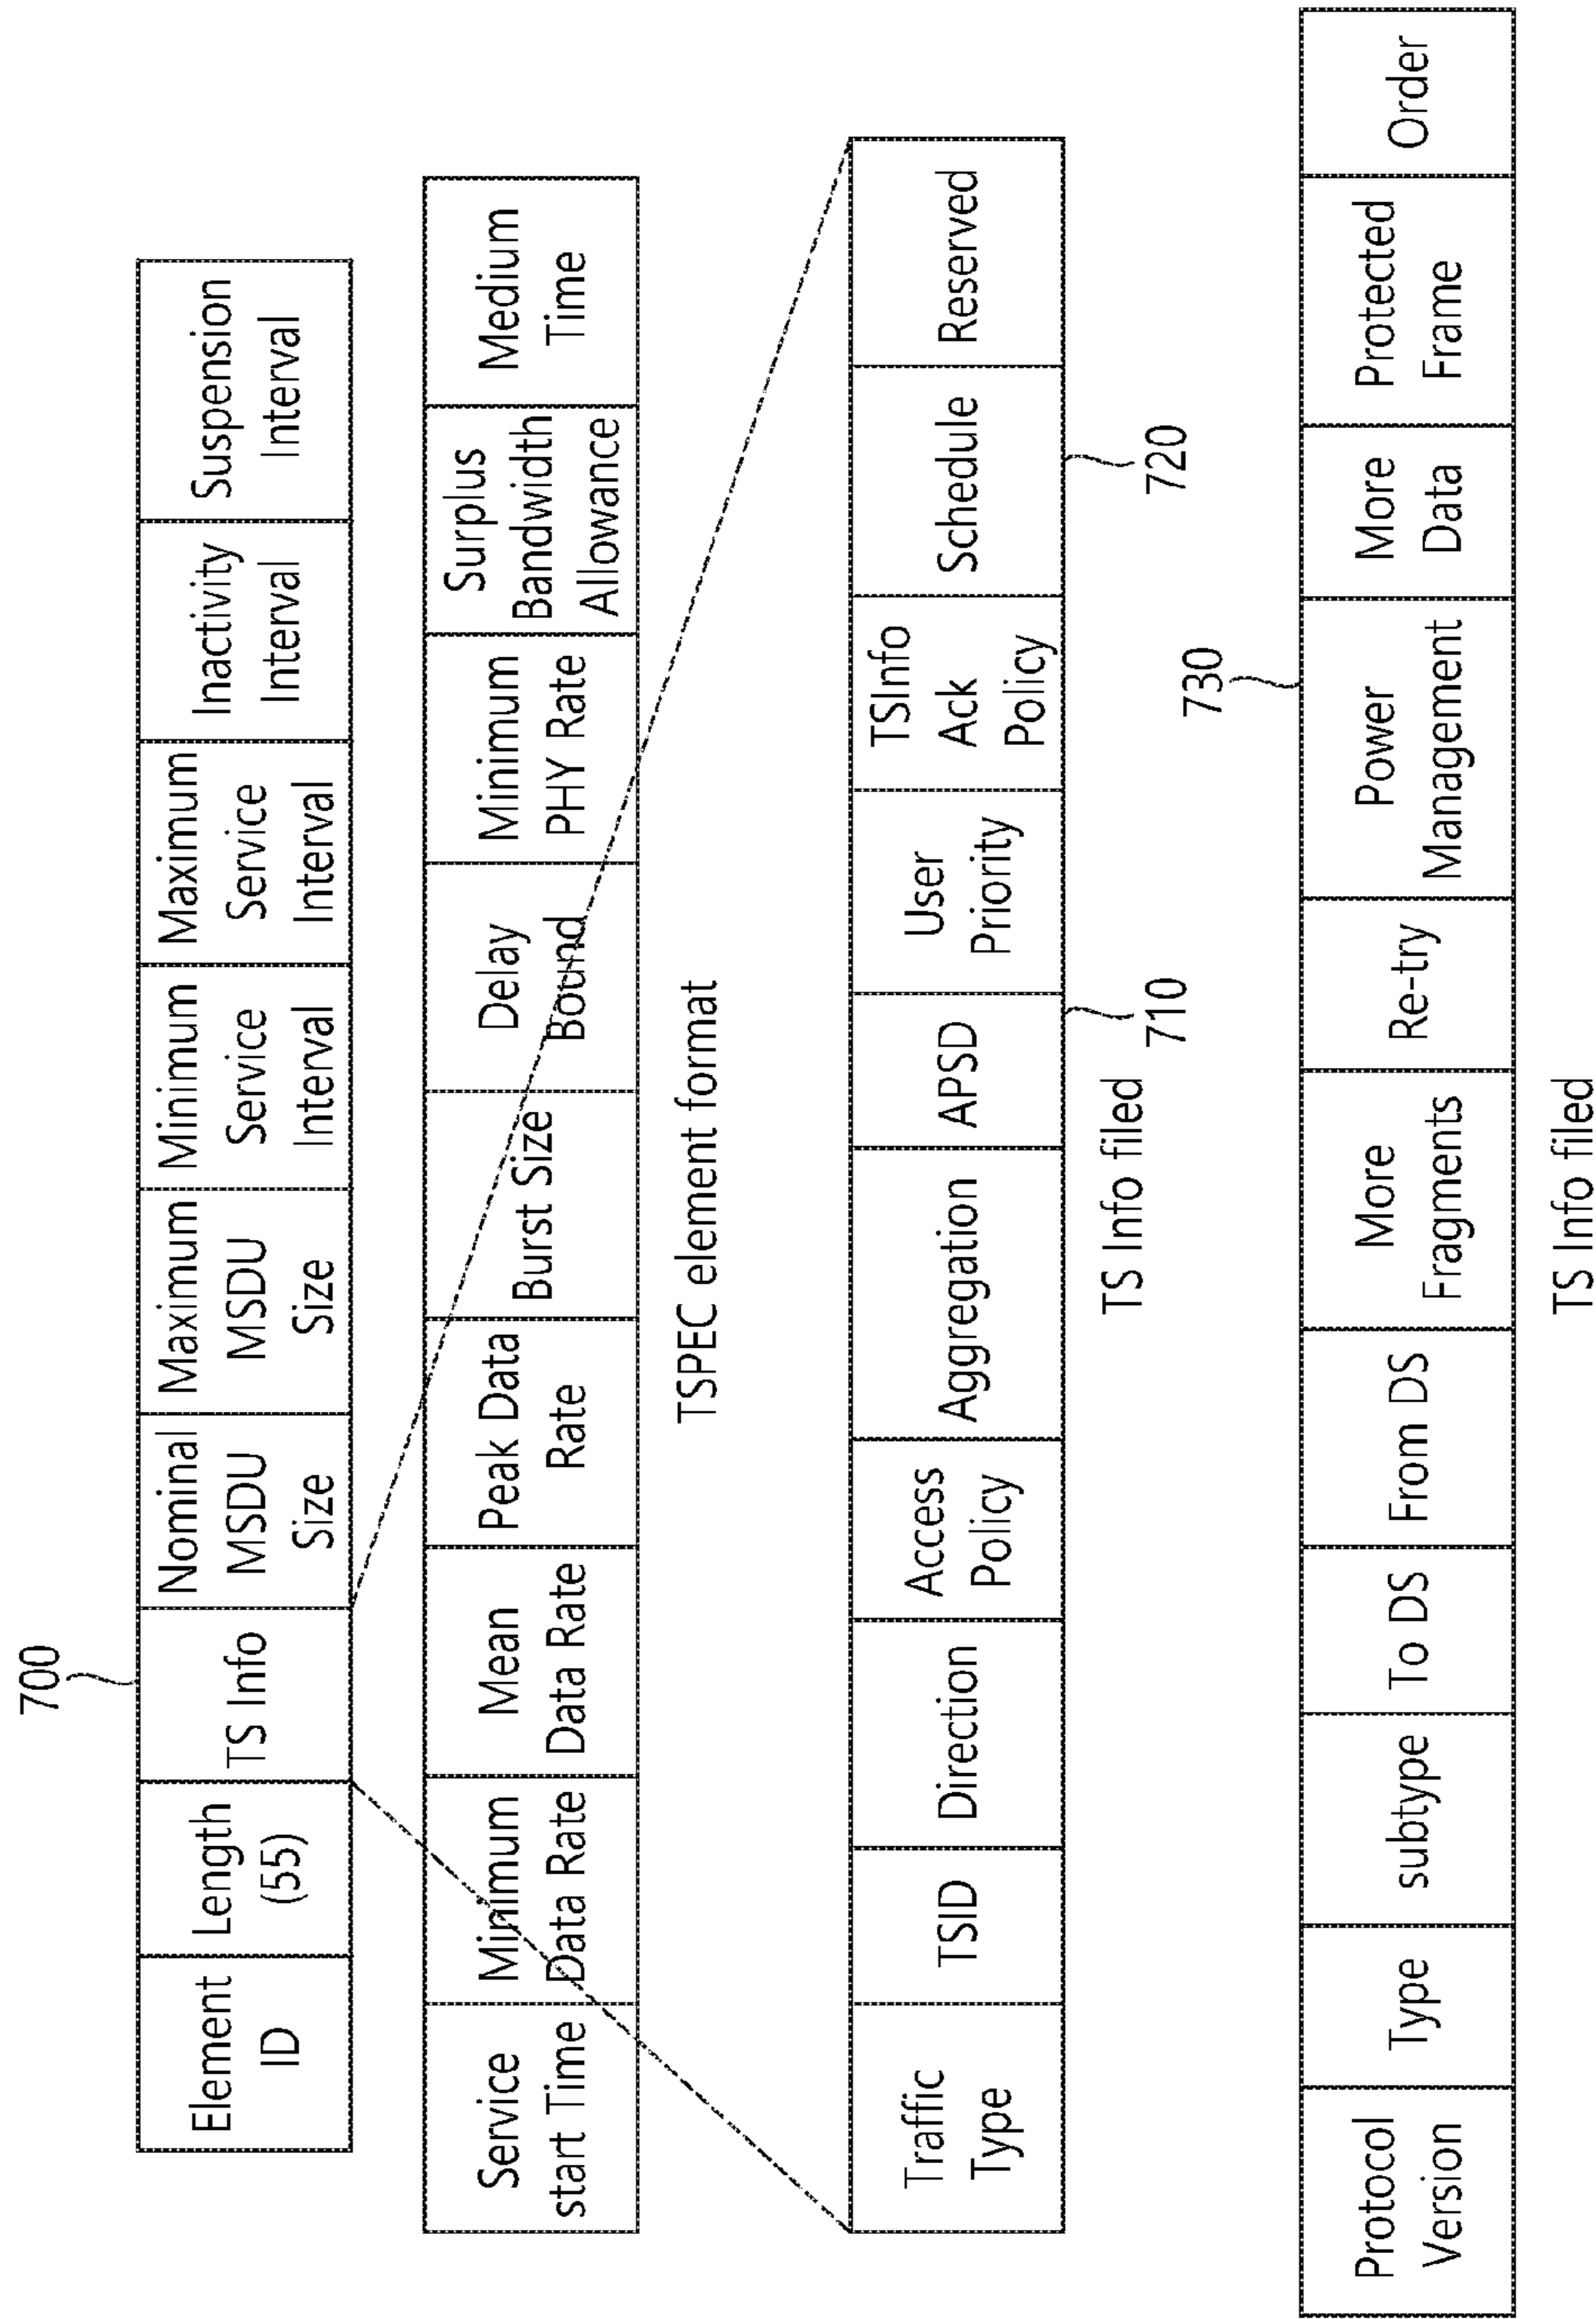 700
Element
ID
Length
(55)
TS Info
Nominal
MSDU
Size
Maximum
MSDU
Size
Minimum
Service
Interval
Maximum
Service
Interval
Inactivity
Interval
Suspension
Interval
Service
start Time
Minimum
Data Rate
Mean
Data Rate
Peak Data
Rate
Burst Size
Delay
Bound
Minimum
PHY Rate
Surplus
Bandwidth
Allowance
Medium
Time
TSPEC element format
Traffic
Type
TSID
Direction
Access
Policy
Aggregation
APSD
User
Priority
TSInfo
Ack
Policy
Schedule
Reserved
710
720
TS Info filed
730
Protocol
Version
Type
subtype
To DS
From DS
More
Fragments
Re-try
Power
Management
More
Data
Protected
Frame
Order
TS Info filed